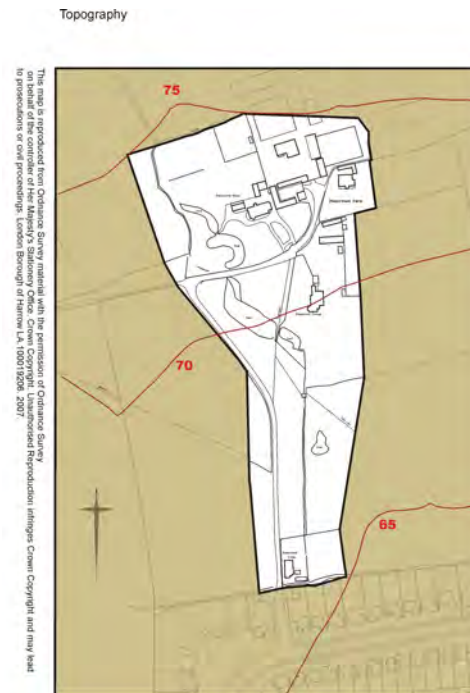 Topography
75
70
65
This map is reproduced from Ordnance Survey material with the permission of Ordnance Survey
on behalf of the controller of Her Majesty's Stationery Office. Crown Copyright. Unauthorised Reproduction infringes Crown Copyright and may lead
to prosecutions or civil proceedings. London Borough of Harrow LA.100019206. 2007.